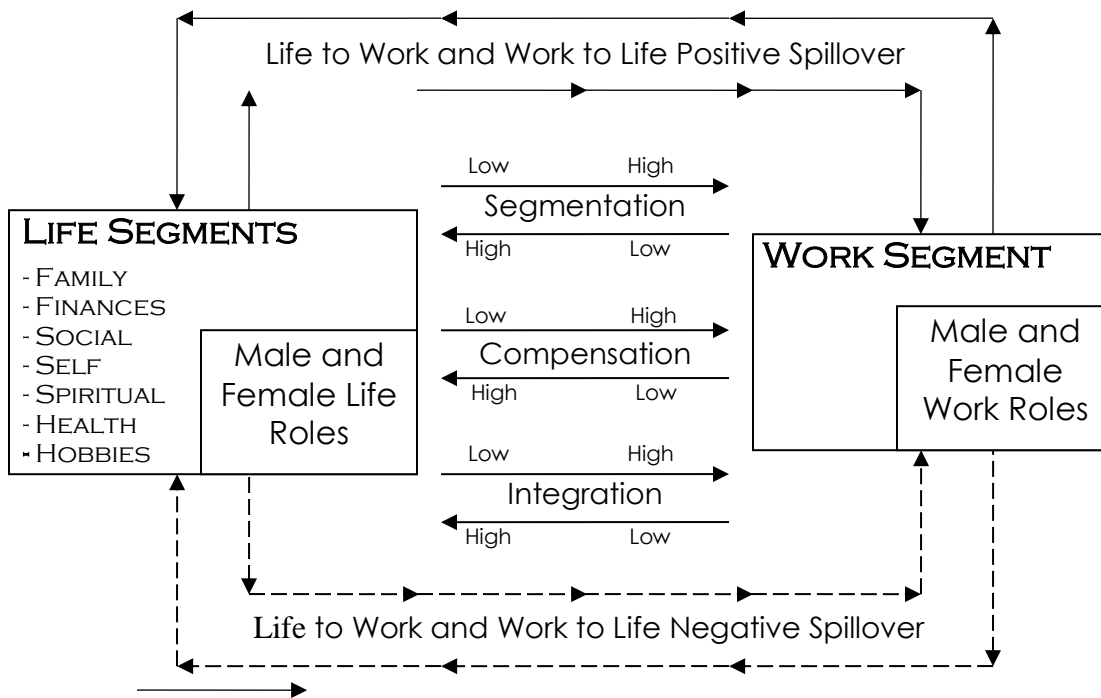 Life to Work and Work to Life Positive Spillover
Low High
Segmentation
High Low
LIFE SEGMENTS
- FAMILY
- FINANCES
- SOCIAL
- SELF
- SPIRITUAL
- HEALTH
- HOBBIES
Male and
Female Life
Roles
Low High
Compensation
High Low
Low High
Integration
High Low
WORK SEGMENT
Male and
Female
Work Roles
Life to Work and Work to Life Negative Spillover